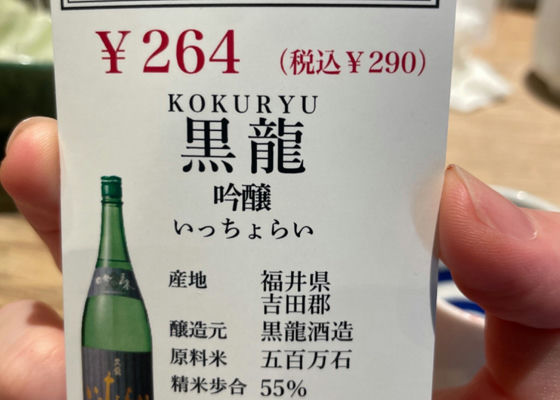 ¥264 (税込¥290)
KOKURYU
黒龍
吟醸
いっちょらい
産地 福井県
吉田郡
醸造元 黒龍酒造
原料米 五百万石
精米歩合 55%